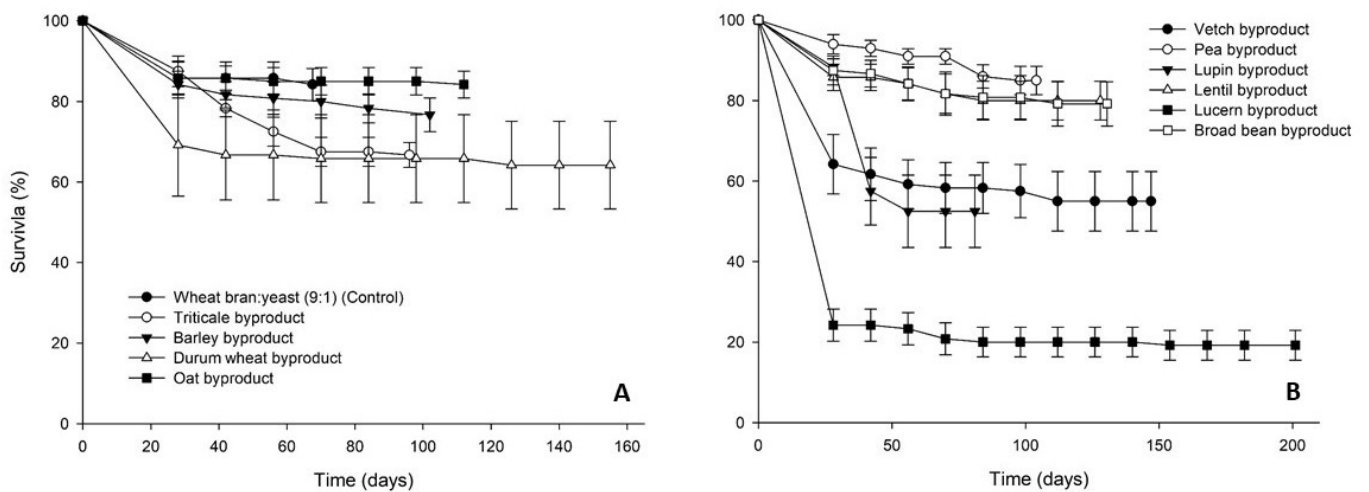 100
80
60
40
20
0
Survivla (%)
Wheat bran:yeast (9:1) (Control)
Triticale byproduct
Barley byproduct
Durum wheat byproduct
Oat byproduct
A
0 20 40 60 80 100 120 140 160
Time (days)
100
80
60
40
20
0
Vetch byproduct
Pea byproduct
Lupin byproduct
Lentil byproduct
Lucern byproduct
Broad bean byproduct
B
0 50 100 150 200
Time (days)